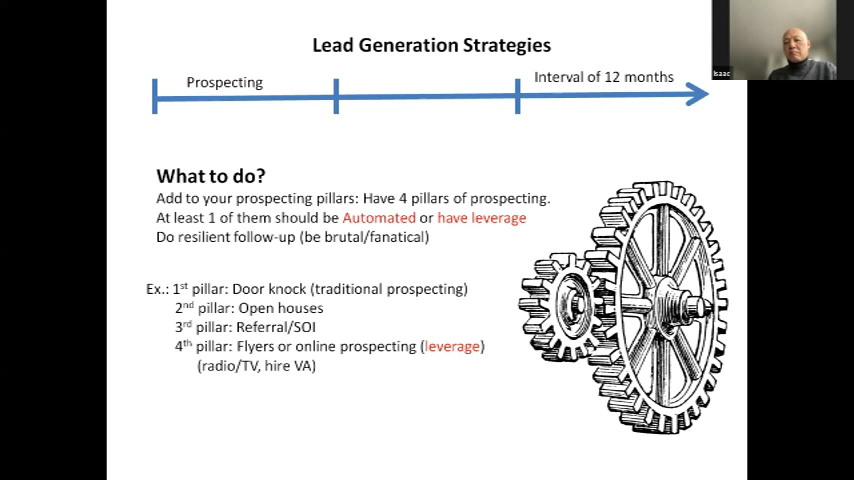 Lead Generation Strategies
Prospecting
Interval of 12 months
Isaac
What to do?
Add to your prospecting pillars: Have 4 pillars of prospecting.
At least 1 of them should be Automated or have leverage
Do resilient follow-up (be brutal/fanatical)
Ex.: 1st pillar: Door knock (traditional prospecting)
2nd pillar: Open houses
3rd pillar: Referral/SOI
4th pillar: Flyers or online prospecting (leverage)
(radio/TV, hire VA)